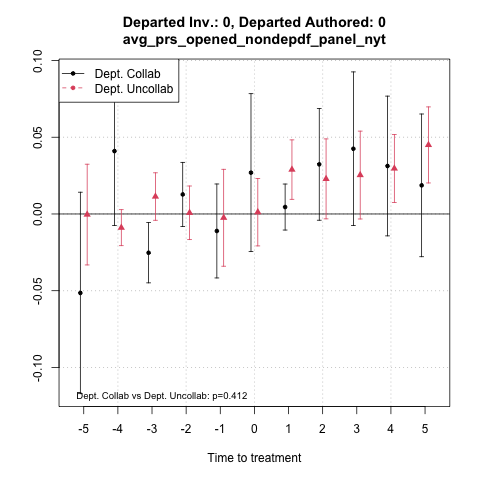 Departed Inv.: 0, Departed Authored: 0
avg_prs_opened_nondepdf_panel_nyt
Dept. Collab
Dept. Uncollab
0.10
0.05
0.00
-0.05
-0.10
Dept. Collab vs Dept. Uncollab: p=0.412
-5 -4 -3 -2 -1 0 1 2 3 4 5
Time to treatment